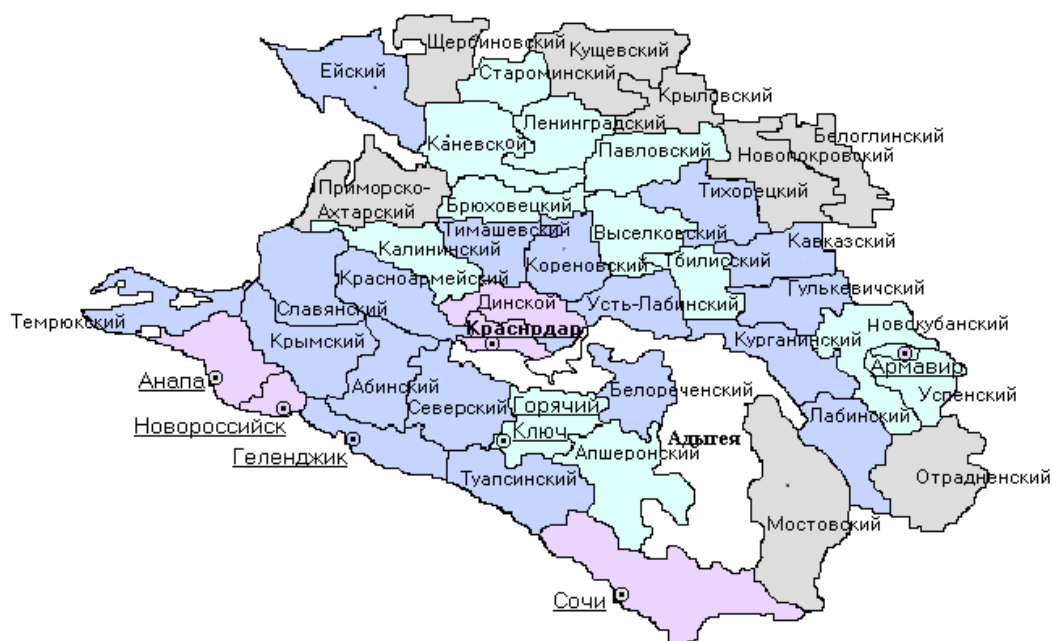 Щербиновский
Кущевский
Ейский
Староминский
Крыловский
Ленинградский
Белоглинский
Каневской
Павловский
Новопокровский
Приморско-
Ахтарский
Тихорецкий
Брюховецкий
Тимашевский
Выселковский
Кавказский
Калининский
Кореновский
Тбилисский
Красноармейский
Гулькевичский
Динской
Усть-Лабинский
Славянский
Темрюкский
Краснрдар
Новокубанский
Крымский
Курганинский
Армавир
Анапа
Абинский
Белореченский
Успенский
Северский
Горячий
Ключ
Новороссийск
Лабинский
Адыгея
Геленджик
Апшеронский
Туапсинский
Отрадненский
Мостовский
Сочи